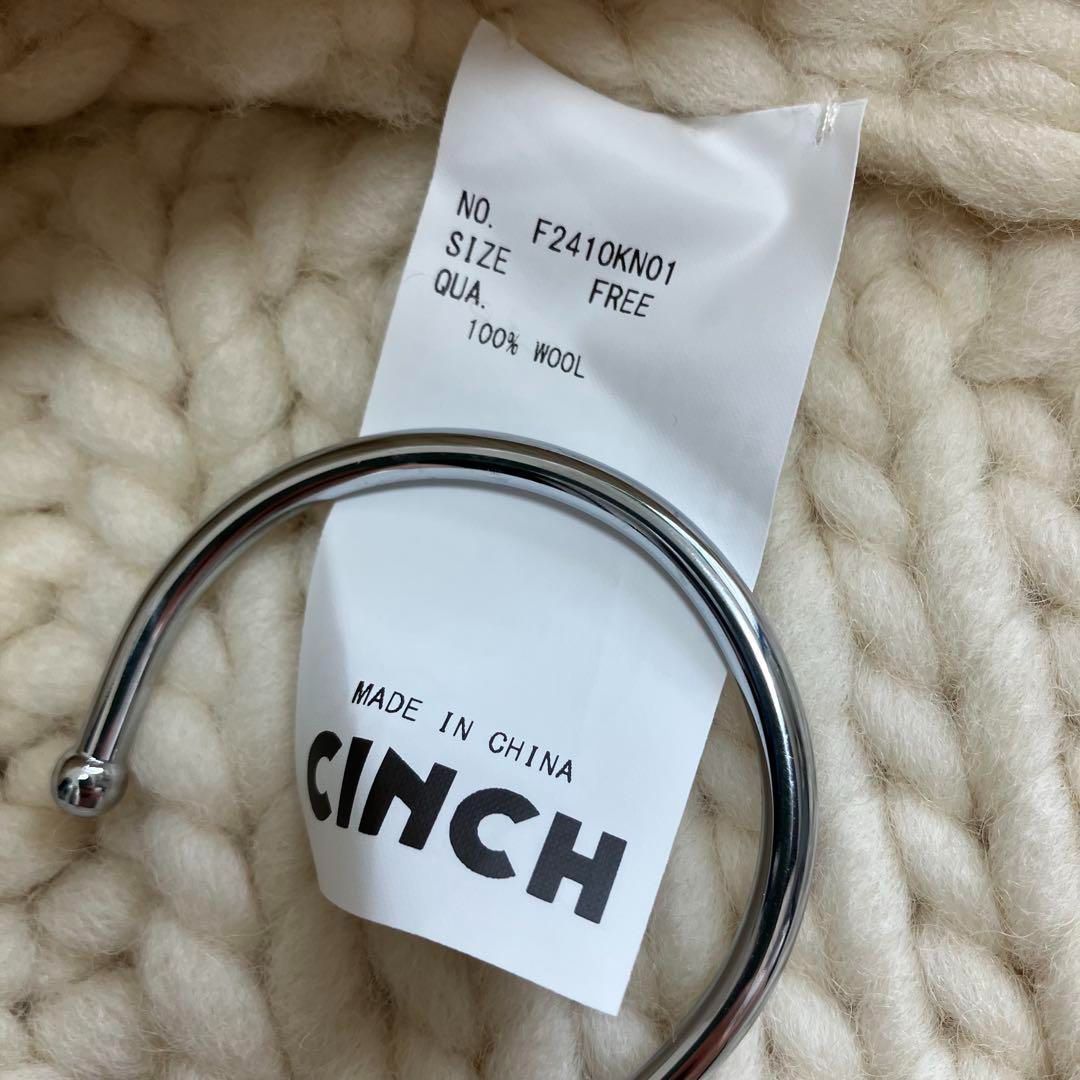 NO. F2410KN01
SIZE FREE
QUA.
100% WOOL
MADE IN CHINA
CINCH